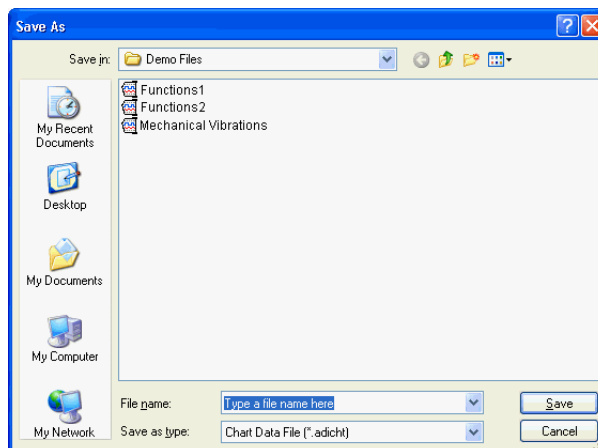 Save As
Save in: Demo Files
My Recent Documents
Desktop
My Documents
My Computer
My Network
Functions1
Functions2
Mechanical Vibrations
File name: Type a file name here Save
Save as type: Chart Data File (*.adicht) Cancel